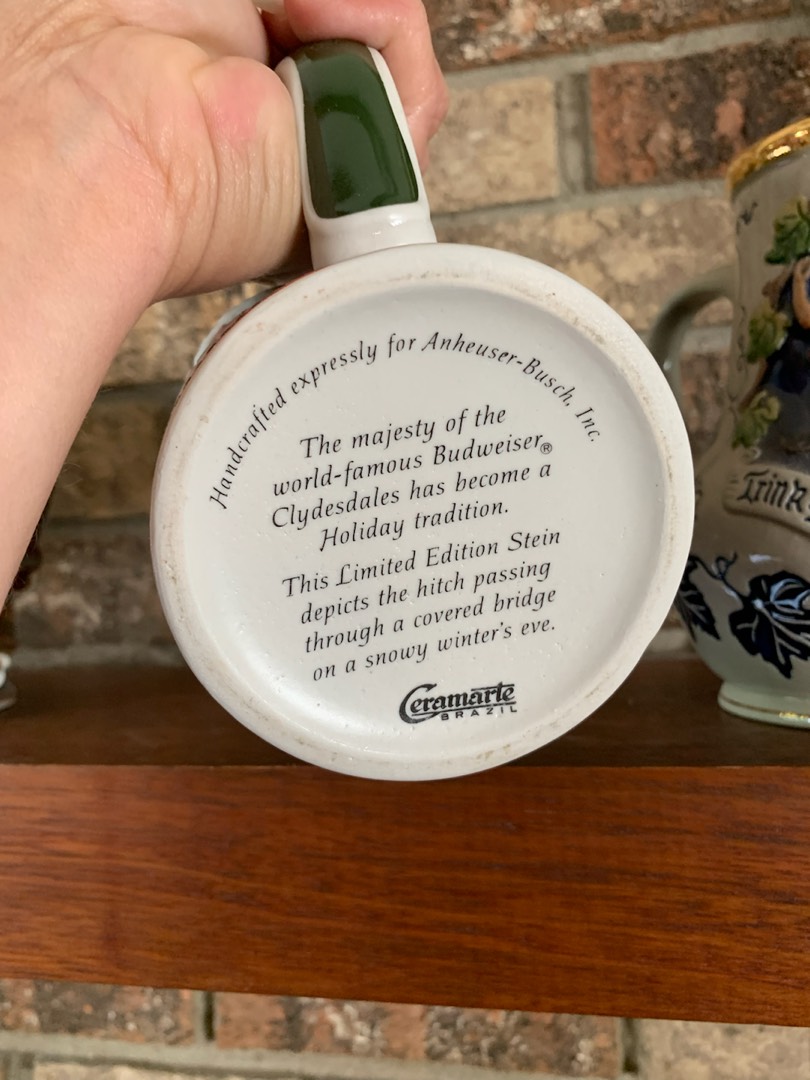 Handcrafted expressly for Anheuser-Busch, Inc.
The majesty of the
world-famous Budweiser®
Clydesdales has become a
Holiday tradition.
This Limited Edition Stein
depicts the hitch passing
through a covered bridge
on a snowy winter's eve.
Ceramarte
BRAZIL